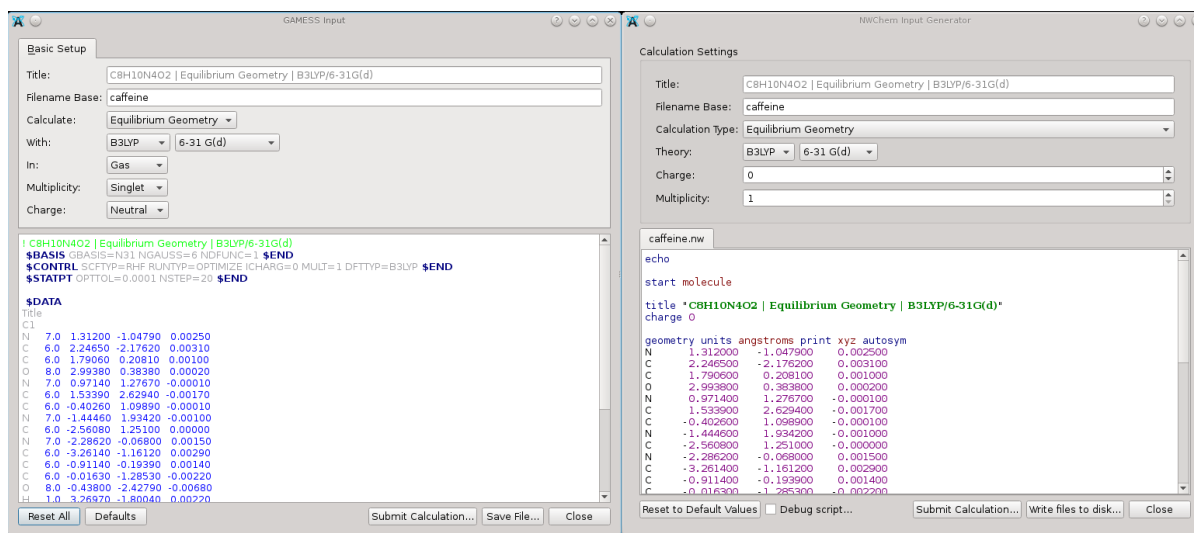 GAMESS Input
Basic Setup
Title: C8H10N4O2 | Equilibrium Geometry | B3LYP/6-31G(d)
Filename Base: caffeine
Calculate: Equilibrium Geometry
With: B3LYP 6-31 G(d)
In: Gas
Multiplicity: Singlet
Charge: Neutral
! C8H10N4O2 | Equilibrium Geometry | B3LYP/6-31G(d)
$BASIS GBASIS=N31 NGAUSS=6 NDFUNC=1 $END
$CONTRL SCFTYP=RHF RUNTYP=OPTIMIZE ICHARG=0 MULT=1 DFTTYP=B3LYP $END
$STATPT OPTTOL=0.0001 NSTEP=20 $END
$DATA
Title
C1
N 7.0 1.31200 -1.04790 0.00250
C 6.0 2.24650 -2.17620 0.00310
C 6.0 1.79060 0.20810 0.00100
O 8.0 2.99380 0.38380 0.00020
N 7.0 0.97140 1.27670 -0.00010
C 6.0 1.53390 2.62940 -0.00170
C 6.0 -0.40260 1.09890 -0.00010
N 7.0 -1.44460 1.93420 -0.00100
C 6.0 -2.56080 1.25100 0.00000
N 7.0 -2.28620 -0.06800 0.00150
C 6.0 -3.26140 -1.16120 0.00290
C 6.0 -0.91140 -0.19390 0.00140
C 6.0 -0.01630 -1.28530 -0.00220
O 8.0 -0.43800 -2.42790 -0.00680
H 1.0 3.26970 -1.80040 0.00220
Reset All Defaults Submit Calculation... Save File... Close
NWChem Input Generator
Calculation Settings
Title: C8H10N4O2 | Equilibrium Geometry | B3LYP/6-31G(d)
Filename Base: caffeine
Calculation Type: Equilibrium Geometry
Theory: B3LYP 6-31 G(d)
Charge: 0
Multiplicity: 1
caffeine.nw
echo
start molecule
title "C8H10N4O2 | Equilibrium Geometry | B3LYP/6-31G(d)"
charge 0
geometry units angstroms print xyz autosym
N 1.312000 -1.047900 0.002500
C 2.246500 -2.176200 0.003100
C 1.790600 0.208100 0.001000
O 2.993800 0.383800 0.000200
N 0.971400 1.276700 -0.000100
C 1.533900 2.629400 -0.001700
C -0.402600 1.098900 -0.000100
N -1.444600 1.934200 -0.001000
C -2.560800 1.251000 -0.000000
N -2.286200 -0.068000 0.001500
C -3.261400 -1.161200 0.002900
C -0.911400 -0.193900 0.001400
C -0.016300 -1.285300 -0.002200
Reset to Default Values Debug script... Submit Calculation... Write files to disk... Close